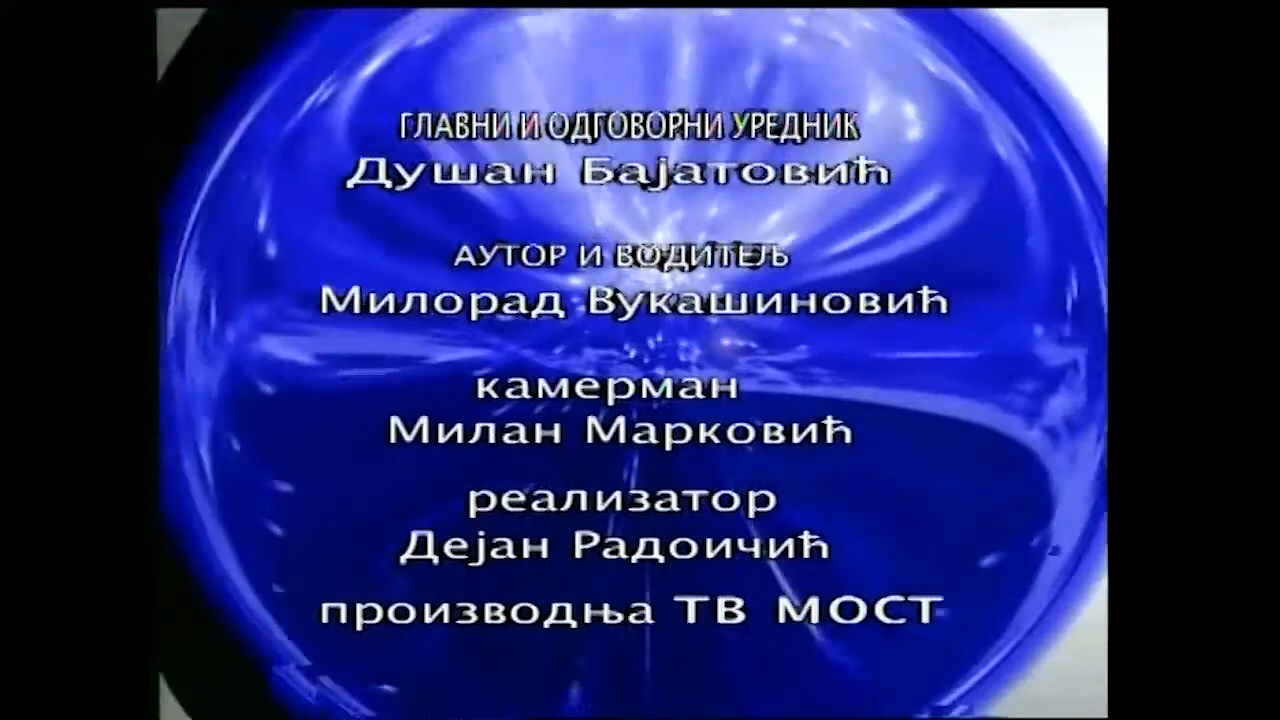 ГЛАВНИ И ОДГОВОРНИ УРЕДНИК
Душан Бајатовић
АУТОР И ВОДИТЕЉ
Милорад Вукашиновић
камерман
Милан Марковић
реализатор
Дејан Радоичић
производња ТВ МОСТ